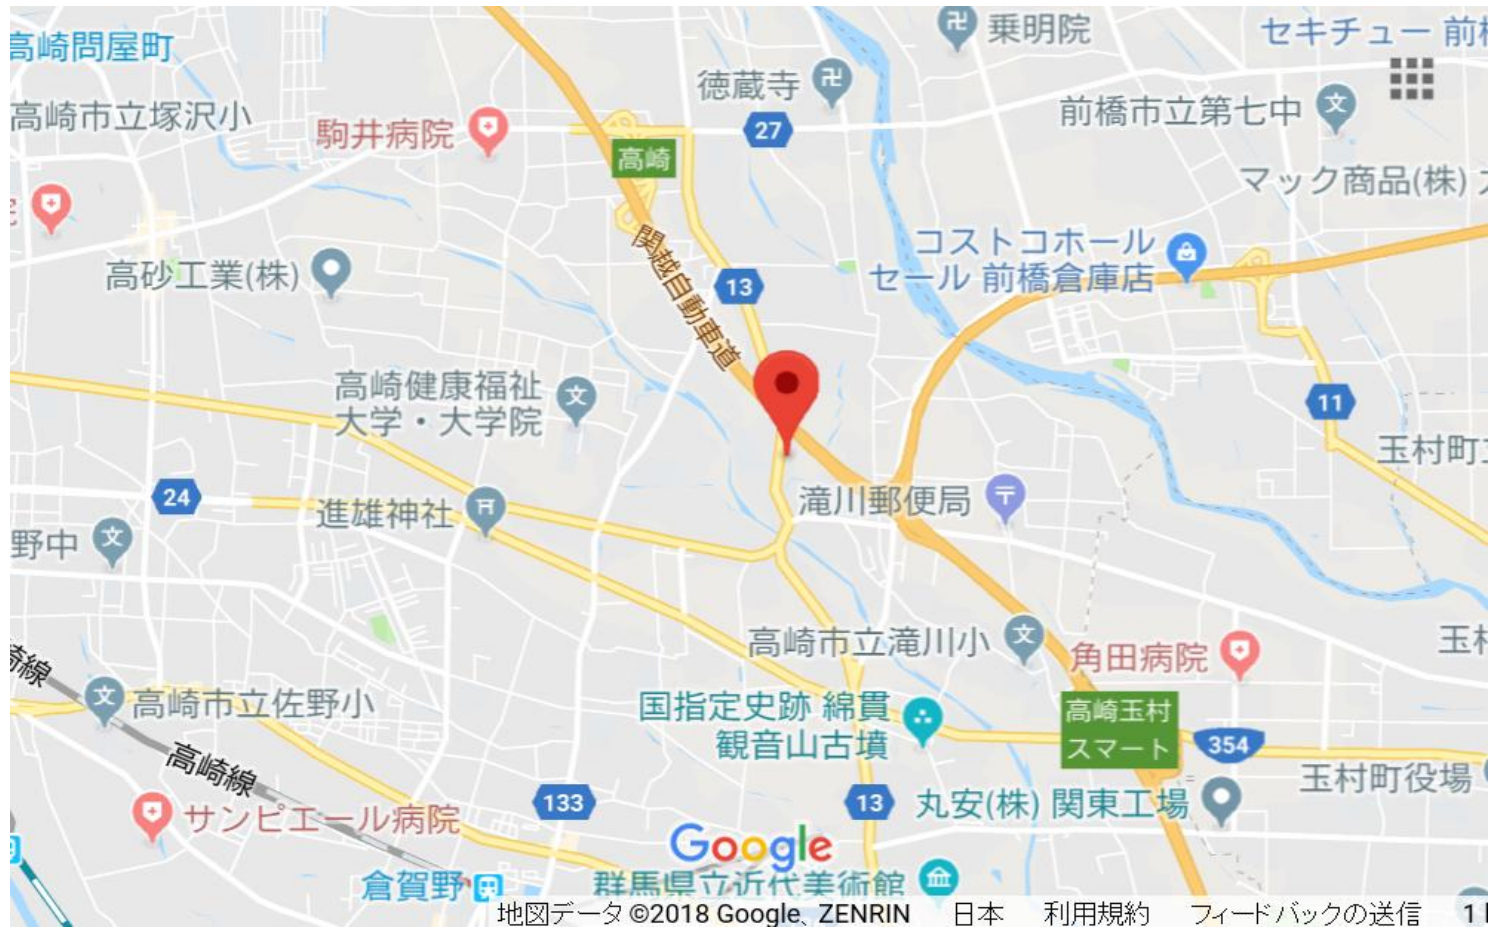 乗明院
セキチュー 前
高崎問屋町
徳蔵寺
高崎市立塚沢小
前橋市立第七中
駒井病院
27
高崎
マック商品(株)
コストコホール
セール 前橋倉庫店
高砂工業(株)
13
関越自動車道
高崎健康福祉
大学・大学院
11
玉村町
24
進雄神社
滝川郵便局
野中
高崎市立滝川小
角田病院
玉村
崎線
高崎市立佐野小
国指定史跡 綿貫
観音山古墳
高崎玉村
スマート
354
高崎線
玉村町役場
サンピエール病院
133
13
丸安(株) 関東工場
Google
倉賀野
群馬県立近代美術館
地図データ ©2018 Google、ZENRIN 日本 利用規約 フィードバックの送信 1